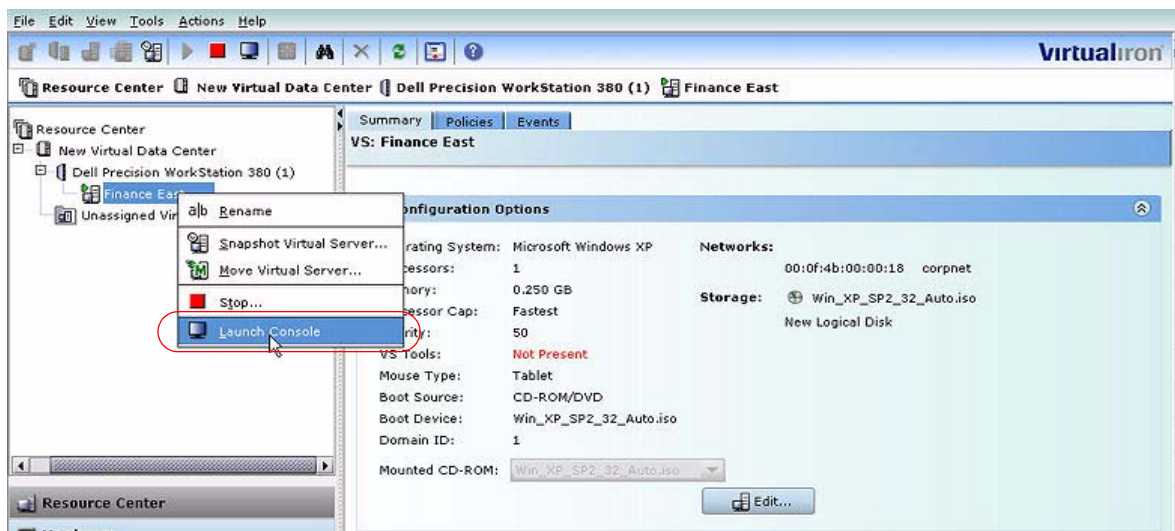 File Edit View Tools Actions Help
Virtualiron
Resource Center New Virtual Data Center Dell Precision WorkStation 380 (1) Finance East
Resource Center
New Virtual Data Center
Dell Precision WorkStation 380 (1)
Finance East
Unassigned Vir
a|b Rename
Snapshot Virtual Server...
Move Virtual Server...
Stop...
Launch Console
Resource Center
Summary Policies Events
VS: Finance East
onfiguration Options
rating System: Microsoft Windows XP
cessors: 1
ory: 0.250 GB
essor Cap: Fastest
rity: 50
VS Tools: Not Present
Mouse Type: Tablet
Boot Source: CD-ROM/DVD
Boot Device: Win_XP_SP2_32_Auto.iso
Domain ID: 1
Mounted CD-ROM: Win_XP_SP2_32_Auto.iso
Networks:
00:0f:4b:00:00:18 corpnet
Storage: Win_XP_SP2_32_Auto.iso
New Logical Disk
Edit...